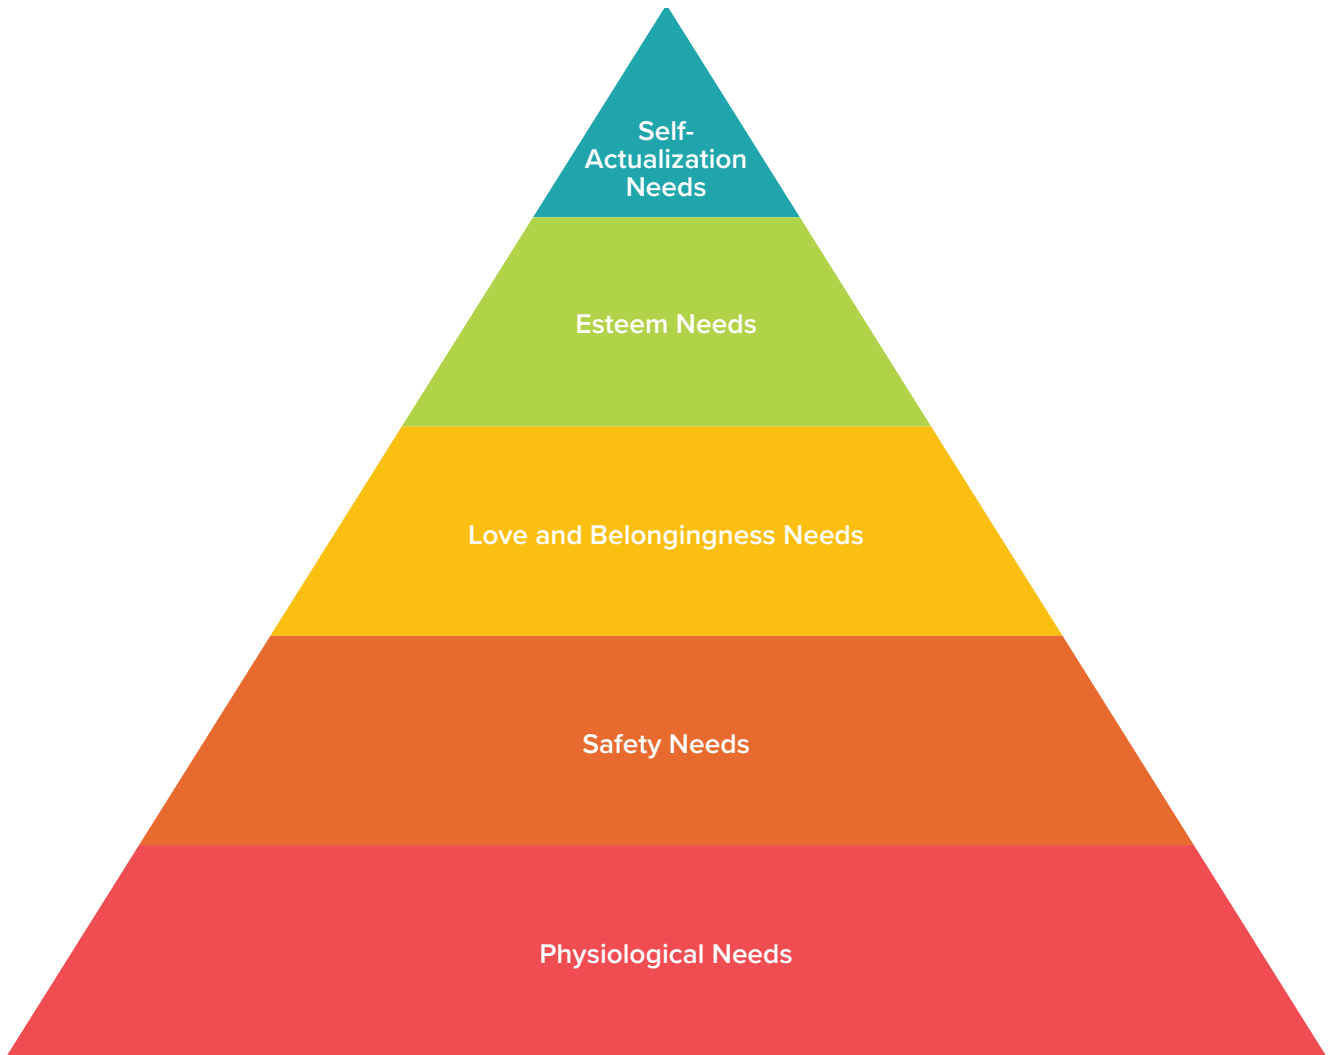 Self-
Actualization
Needs
Esteem Needs
Love and Belongingness Needs
Safety Needs
Physiological Needs